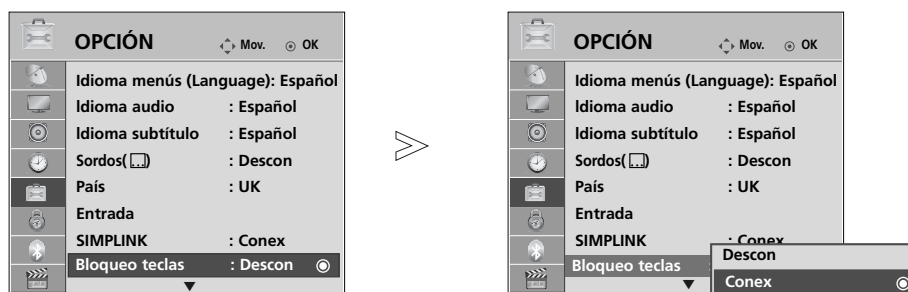 OPCIÓN Mov. OK
Idioma menús (Language): Español
Idioma audio : Español
Idioma subtítulo : Español
Sordos( ) : Descon
País : UK
Entrada
SIMPLINK : Conex
Bloqueo teclas : Descon
OPCIÓN Mov. OK
Idioma menús (Language): Español
Idioma audio : Español
Idioma subtítulo : Español
Sordos( ) : Descon
País : UK
Entrada
SIMPLINK : Conex
Bloqueo teclas :
Descon
Conex